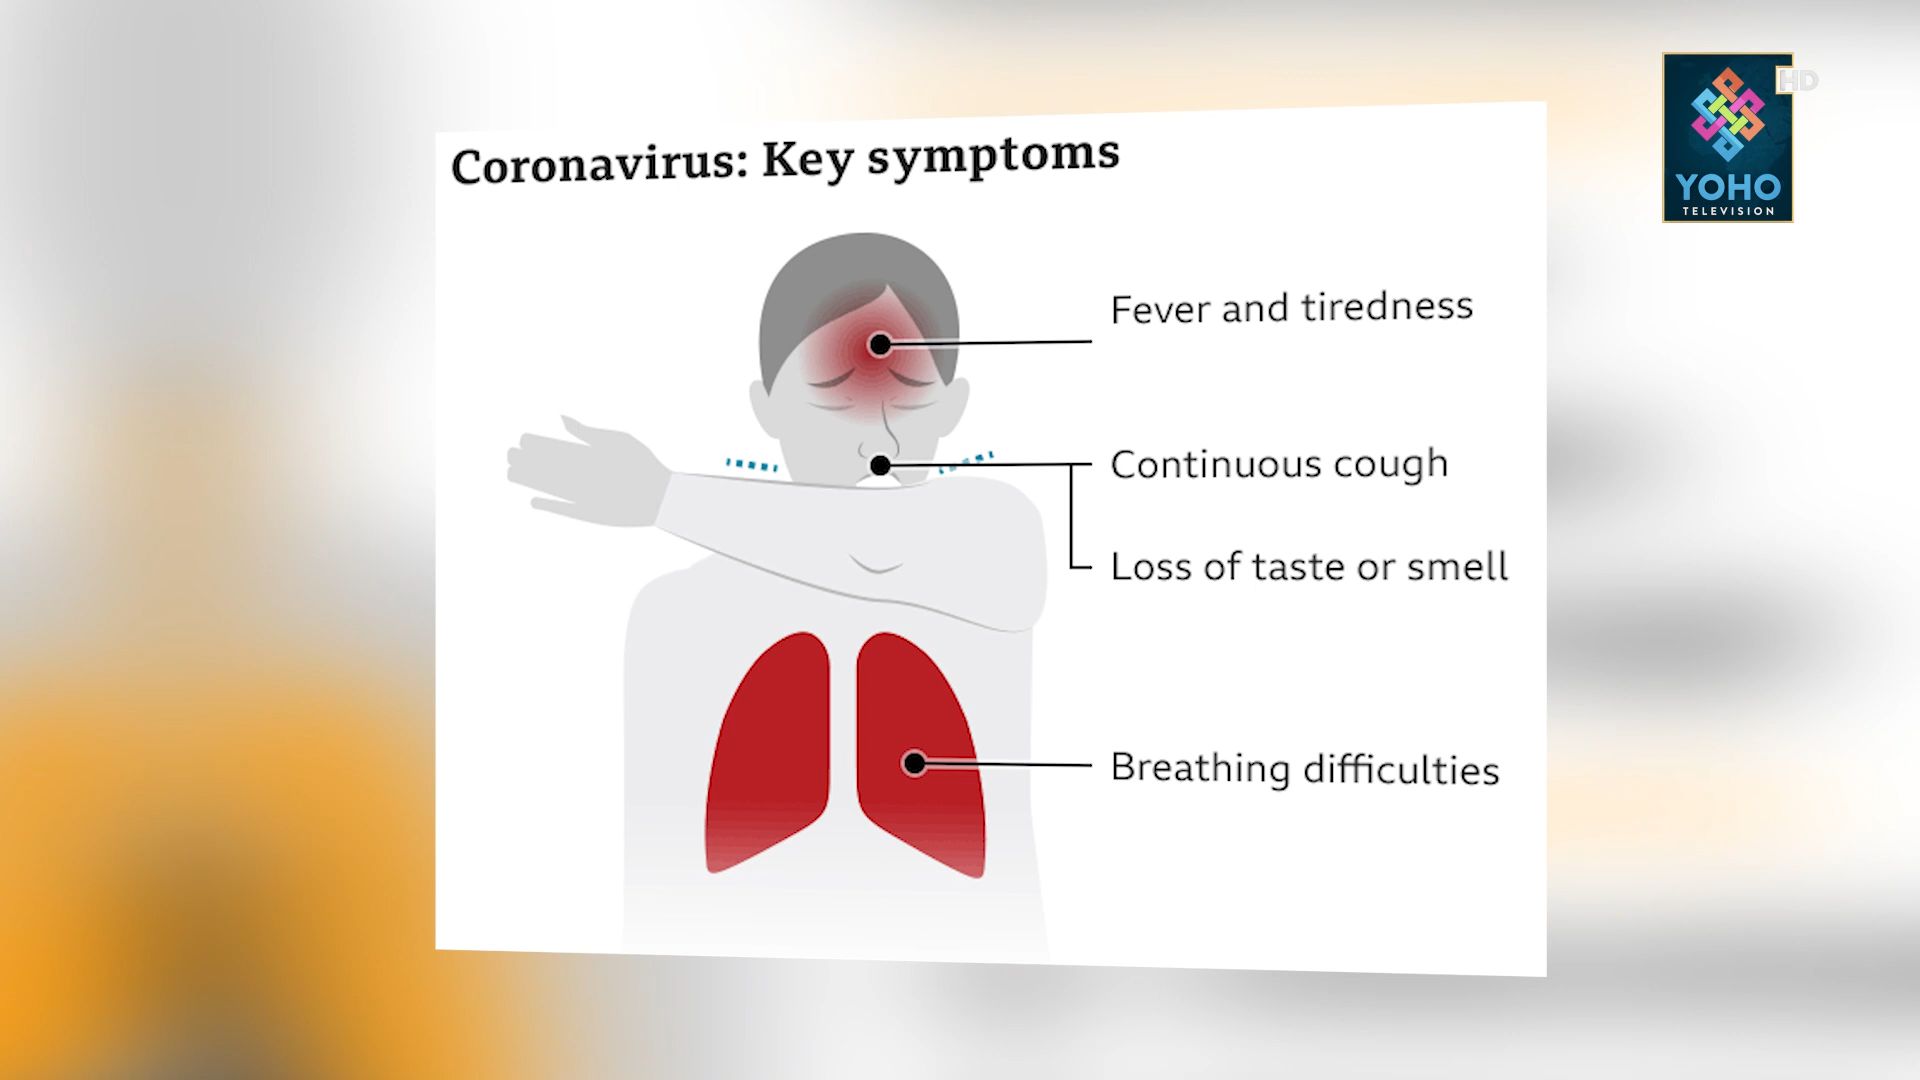 Coronavirus: Key symptoms
Fever and tiredness
Continuous cough
Loss of taste or smell
Breathing difficulties
HD
YOHO
TELEVISION